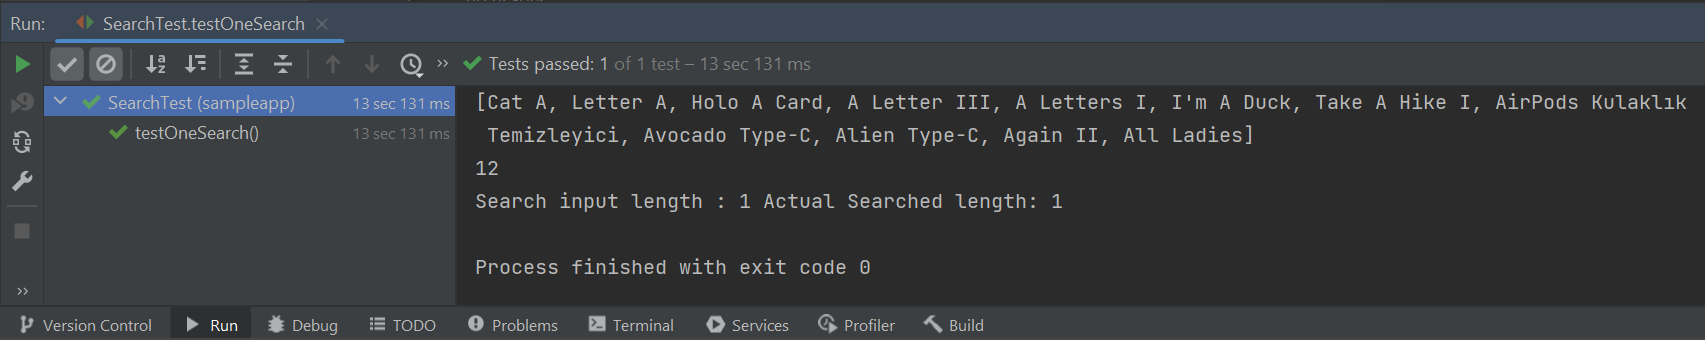 Run: SearchTest.testOneSearch
Tests passed: 1 of 1 test – 13 sec 131 ms
SearchTest (sampleapp) 13 sec 131 ms
testOneSearch() 13 sec 131 ms
[Cat A, Letter A, Holo A Card, A Letter III, A Letters I, I'm A Duck, Take A Hike I, AirPods Kulaklık
Temizleyici, Avocado Type-C, Alien Type-C, Again II, All Ladies]
12
Search input length : 1 Actual Searched length: 1
Process finished with exit code 0
Version Control Run Debug TODO Problems Terminal Services Profiler Build